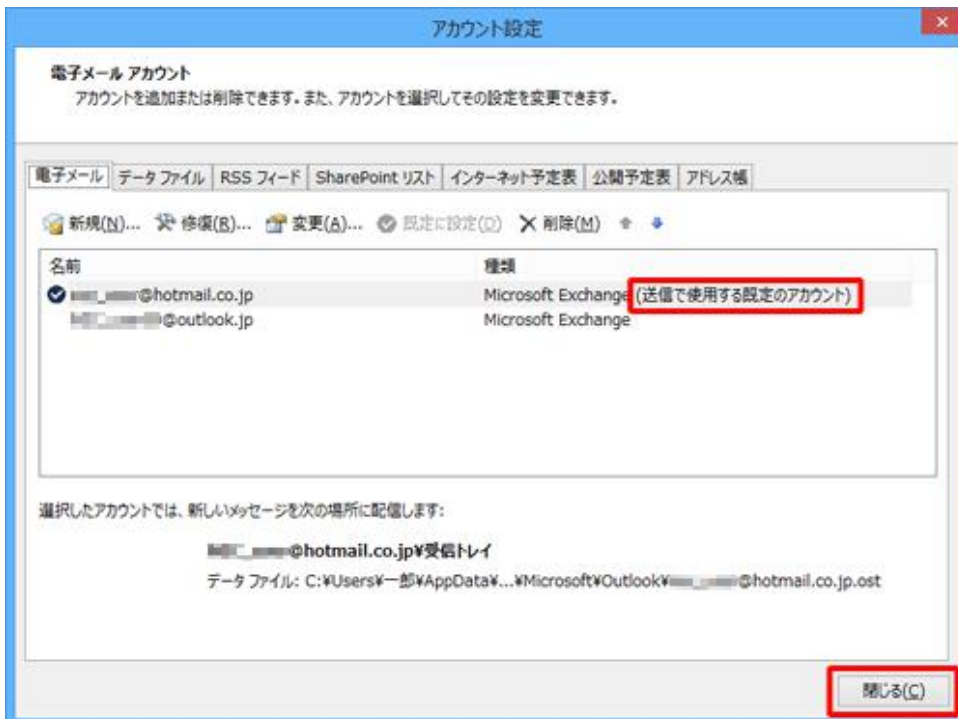 アカウント設定
電子メール アカウント
アカウントを追加または削除できます。また、アカウントを選択してその設定を変更できます。
電子メール データ ファイル RSS フィード SharePoint リスト インターネット予定表 公開予定表 アドレス帳
新規(N)... 修復(R)... 変更(A)... 既定に設定(D) 削除(M)
名前 種類
@hotmail.co.jp Microsoft Exchange (送信で使用する既定のアカウント)
@outlook.jp Microsoft Exchange
選択したアカウントでは、新しいメッセージを次の場所に配信します:
@hotmail.co.jp¥受信トレイ
データ ファイル: C:¥Users¥一郎¥AppData¥...¥Microsoft¥Outlook¥ @hotmail.co.jp.ost
閉じる(C)